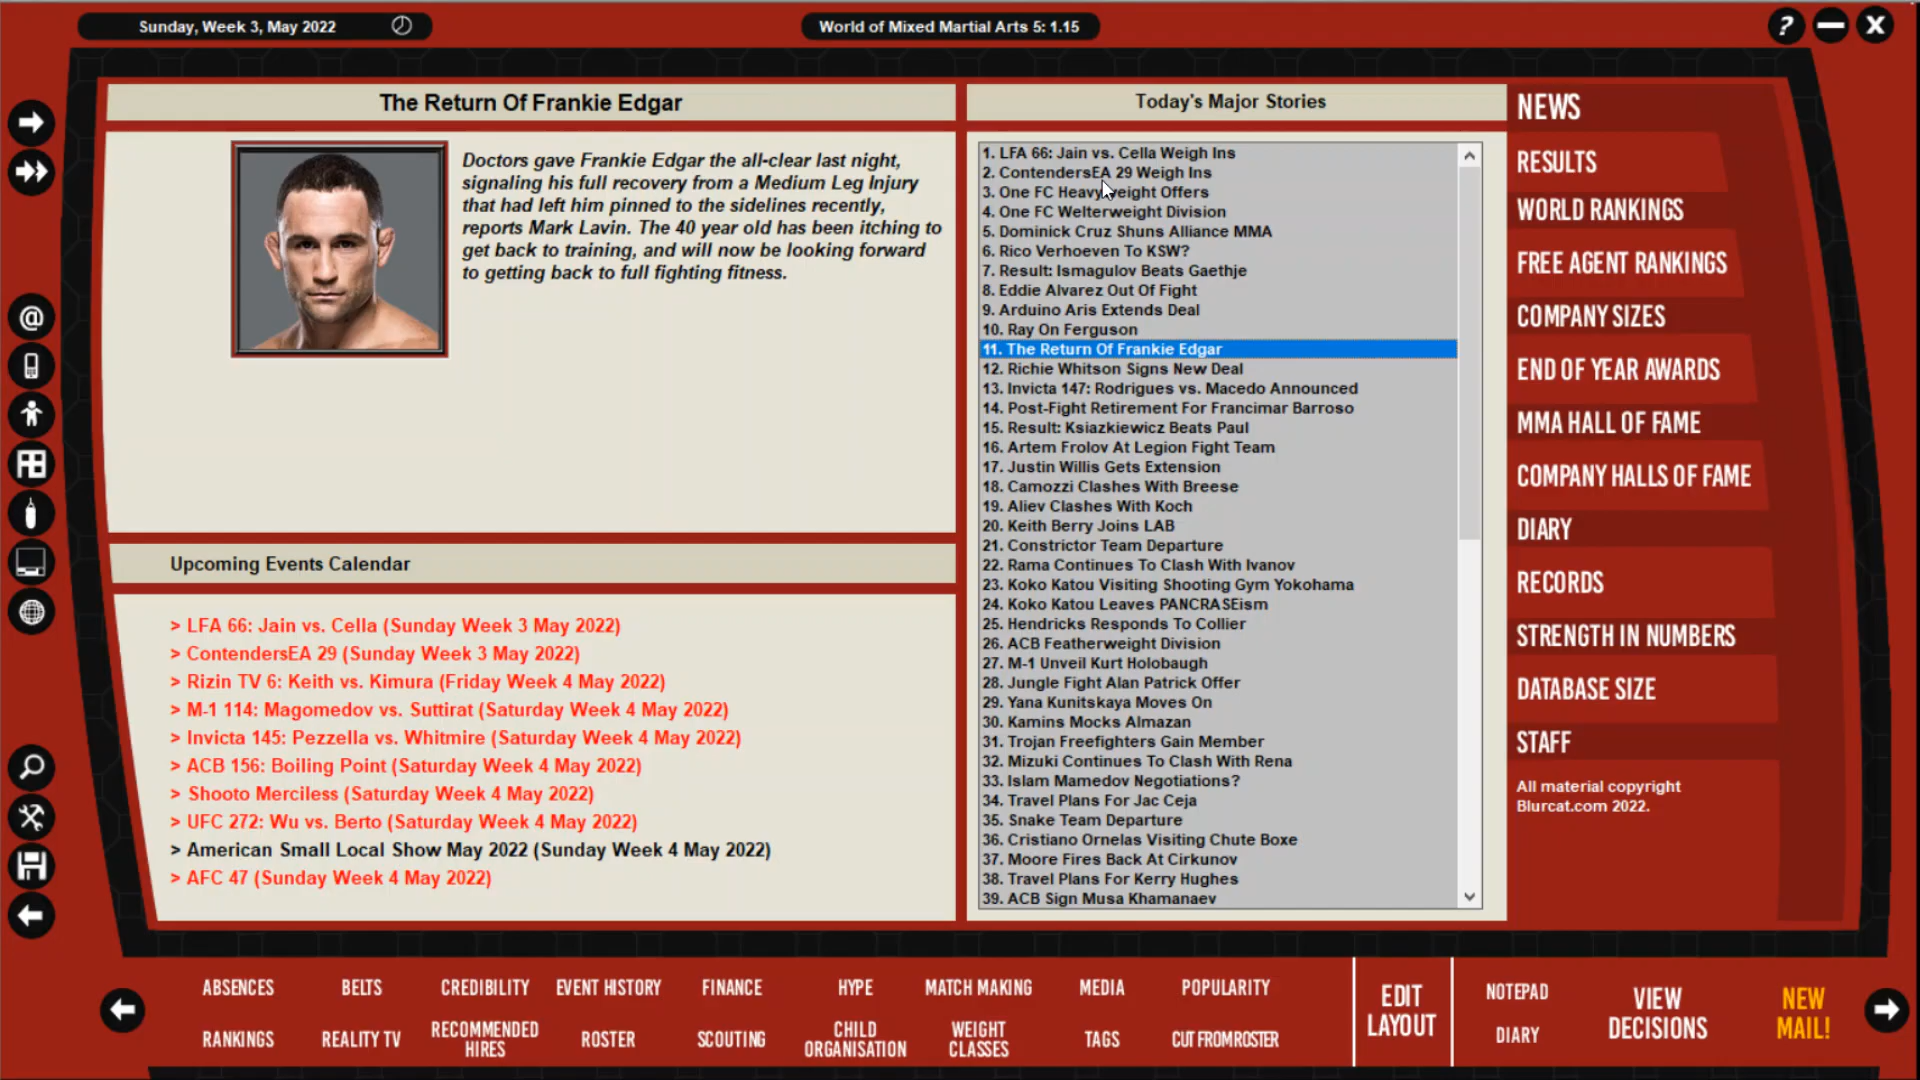 Sunday, Week 3, May 2022
World of Mixed Martial Arts 5: 1.15
?
X
The Return Of Frankie Edgar
Doctors gave Frankie Edgar the all-clear last night,
signaling his full recovery from a Medium Leg Injury
that had left him pinned to the sidelines recently,
reports Mark Lavin. The 40 year old has been itching to
get back to training, and will now be looking forward
to getting back to full fighting fitness.
Upcoming Events Calendar
> LFA 66: Jain vs. Cella (Sunday Week 3 May 2022)
> ContendersEA 29 (Sunday Week 3 May 2022)
> Rizin TV 6: Keith vs. Kimura (Friday Week 4 May 2022)
> M-1 114: Magomedov vs. Suttirat (Saturday Week 4 May 2022)
> Invicta 145: Pezzella vs. Whitmire (Saturday Week 4 May 2022)
> ACB 156: Boiling Point (Saturday Week 4 May 2022)
> Shooto Merciless (Saturday Week 4 May 2022)
> UFC 272: Wu vs. Berto (Saturday Week 4 May 2022)
> American Small Local Show May 2022 (Sunday Week 4 May 2022)
> AFC 47 (Sunday Week 4 May 2022)
Today's Major Stories
1. LFA 66: Jain vs. Cella Weigh Ins
2. ContendersEA 29 Weigh Ins
3. One FC Heavyweight Offers
4. One FC Welterweight Division
5. Dominick Cruz Shuns Alliance MMA
6. Rico Verhoeven To KSW?
7. Result: Ismagulov Beats Gaethje
8. Eddie Alvarez Out Of Fight
9. Arduino Aris Extends Deal
10. Ray On Ferguson
11. The Return Of Frankie Edgar
12. Richie Whitson Signs New Deal
13. Invicta 147: Rodrigues vs. Macedo Announced
14. Post-Fight Retirement For Francimar Barroso
15. Result: Ksiazkiewicz Beats Paul
16. Artem Frolov At Legion Fight Team
17. Justin Willis Gets Extension
18. Camozzi Clashes With Breese
19. Aliev Clashes With Koch
20. Keith Berry Joins LAB
21. Constrictor Team Departure
22. Rama Continues To Clash With Ivanov
23. Koko Katou Visiting Shooting Gym Yokohama
24. Koko Katou Leaves PANCRASEism
25. Hendricks Responds To Collier
26. ACB Featherweight Division
27. M-1 Unveil Kurt Holobaugh
28. Jungle Fight Alan Patrick Offer
29. Yana Kunitskaya Moves On
30. Kamins Mocks Almazan
31. Trojan Freefighters Gain Member
32. Mizuki Continues To Clash With Rena
33. Islam Mamedov Negotiations?
34. Travel Plans For Jac Ceja
35. Snake Team Departure
36. Cristiano Ornelas Visiting Chute Boxe
37. Moore Fires Back At Cirkunov
38. Travel Plans For Kerry Hughes
39. ACB Sign Musa Khamanaev
NEWS
RESULTS
WORLD RANKINGS
FREE AGENT RANKINGS
COMPANY SIZES
END OF YEAR AWARDS
MMA HALL OF FAME
COMPANY HALLS OF FAME
DIARY
RECORDS
STRENGTH IN NUMBERS
DATABASE SIZE
STAFF
All material copyright
Blurcat.com 2022.
@
ABSENCES
BELTS
CREDIBILITY
EVENT HISTORY
FINANCE
HYPE
MATCH MAKING
MEDIA
POPULARITY
RANKINGS
REALITY TV
RECOMMENDED
HIRES
ROSTER
SCOUTING
CHILD
ORGANISATION
WEIGHT
CLASSES
TAGS
CUT FROM ROSTER
EDIT
LAYOUT
NOTEPAD
DIARY
VIEW
DECISIONS
NEW
MAIL!